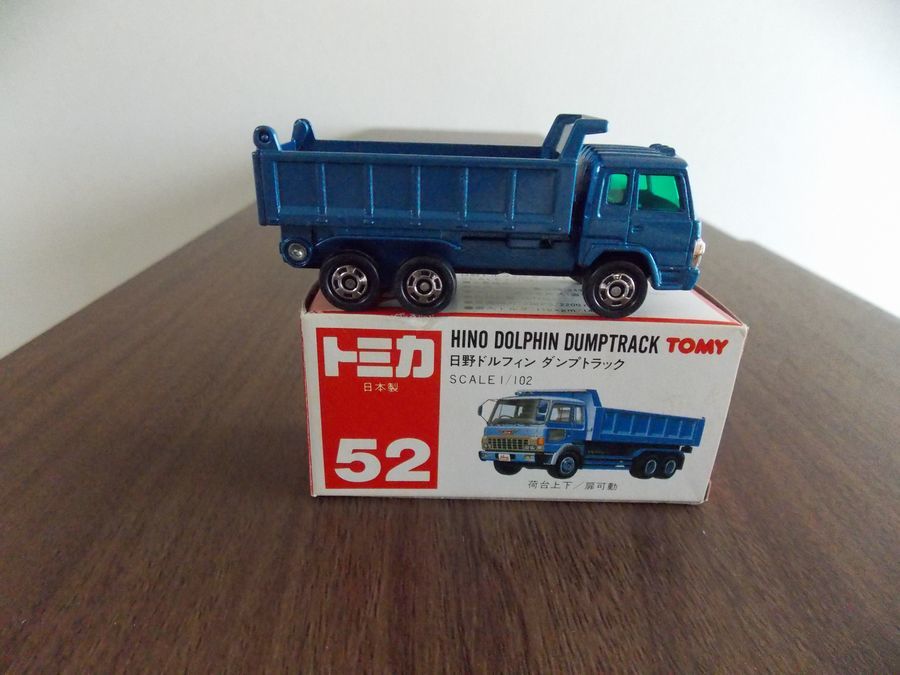 トミカ
日本製
52
HINO DOLPHIN DUMPTRACK TOMY
日野ドルフィン ダンプトラック
SCALE 1/102
荷台上下/扉可動